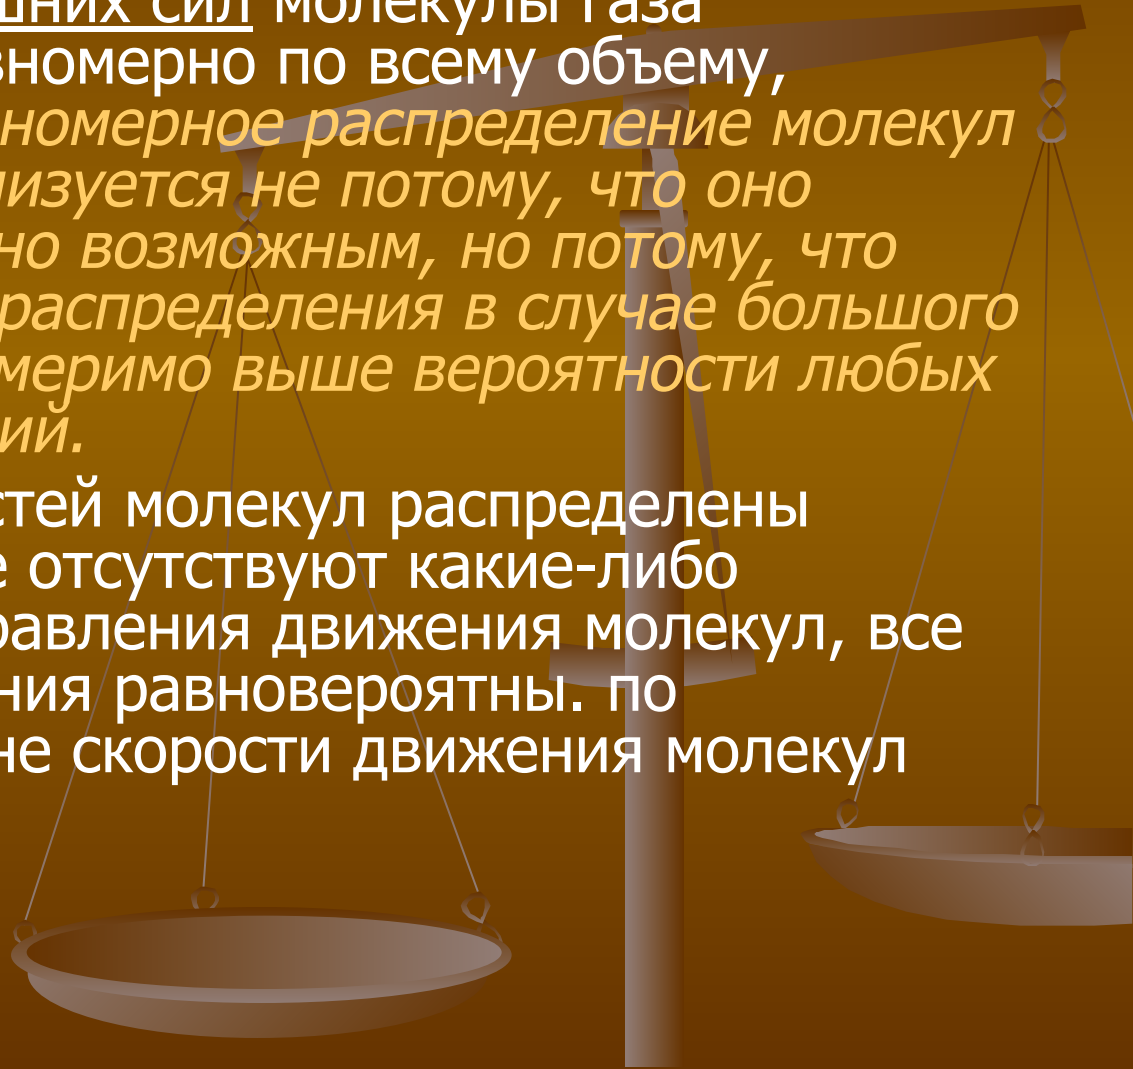 шних сил молекулы газа
вномерно по всему объему,
номерное распределение молекул
лизуется не потому, что оно
но возможным, но потому, что
распределения в случае большого
меримо выше вероятности любых
ий.
стей молекул распределены
е отсутствуют какие-либо
равления движения молекул, все
ния равновероятны. по
не скорости движения молекул